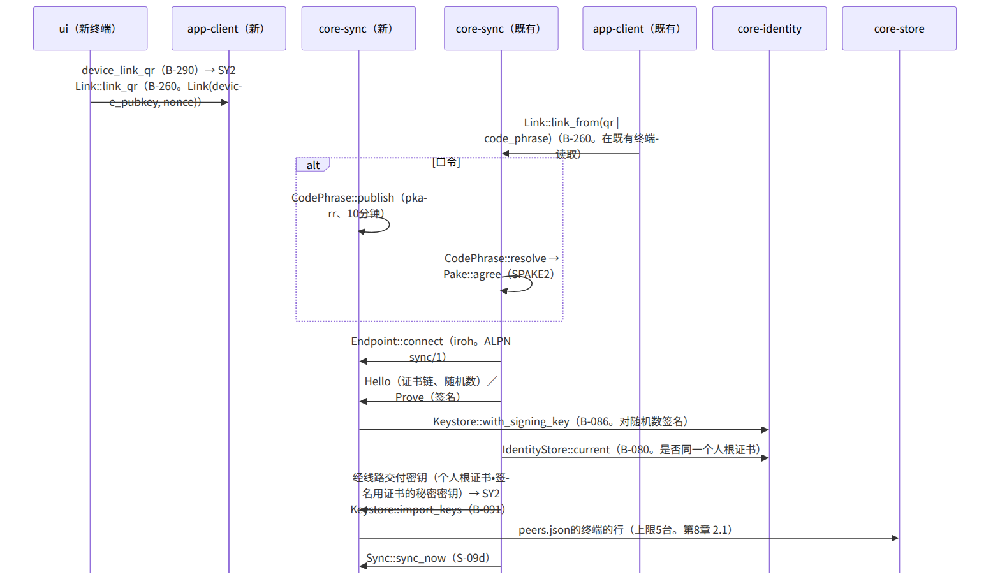 ui（新终端）
app-client（新）
core-sync（新）
core-sync（既有）
app-client（既有）
core-identity
core-store
device_link_qr（B-290）→ SY2
Link::link_qr（B-260。Link(devic-
e_pubkey, nonce)）
Link::link_from(qr |
code_phrase)（B-260。在既有终端-
读取）
alt
[口令]
CodePhrase::publish（pka-
rr、10分钟）
CodePhrase::resolve →
Pake::agree（SPAKE2）
Endpoint::connect（iroh。ALPN
sync/1）
Hello（证书链、随机数）／
Prove（签名）
Keystore::with_signing_key（B-086。对随机数签名）
IdentityStore::current（B-080。是否同一个人根证书）
经线路交付密钥（个人根证书•签-
名用证书的秘密密钥）→ SY2
Keystore::import_keys（B-091）
peers.json的终端的行（上限5台。第8章 2.1）
Sync::sync_now（S-09d）